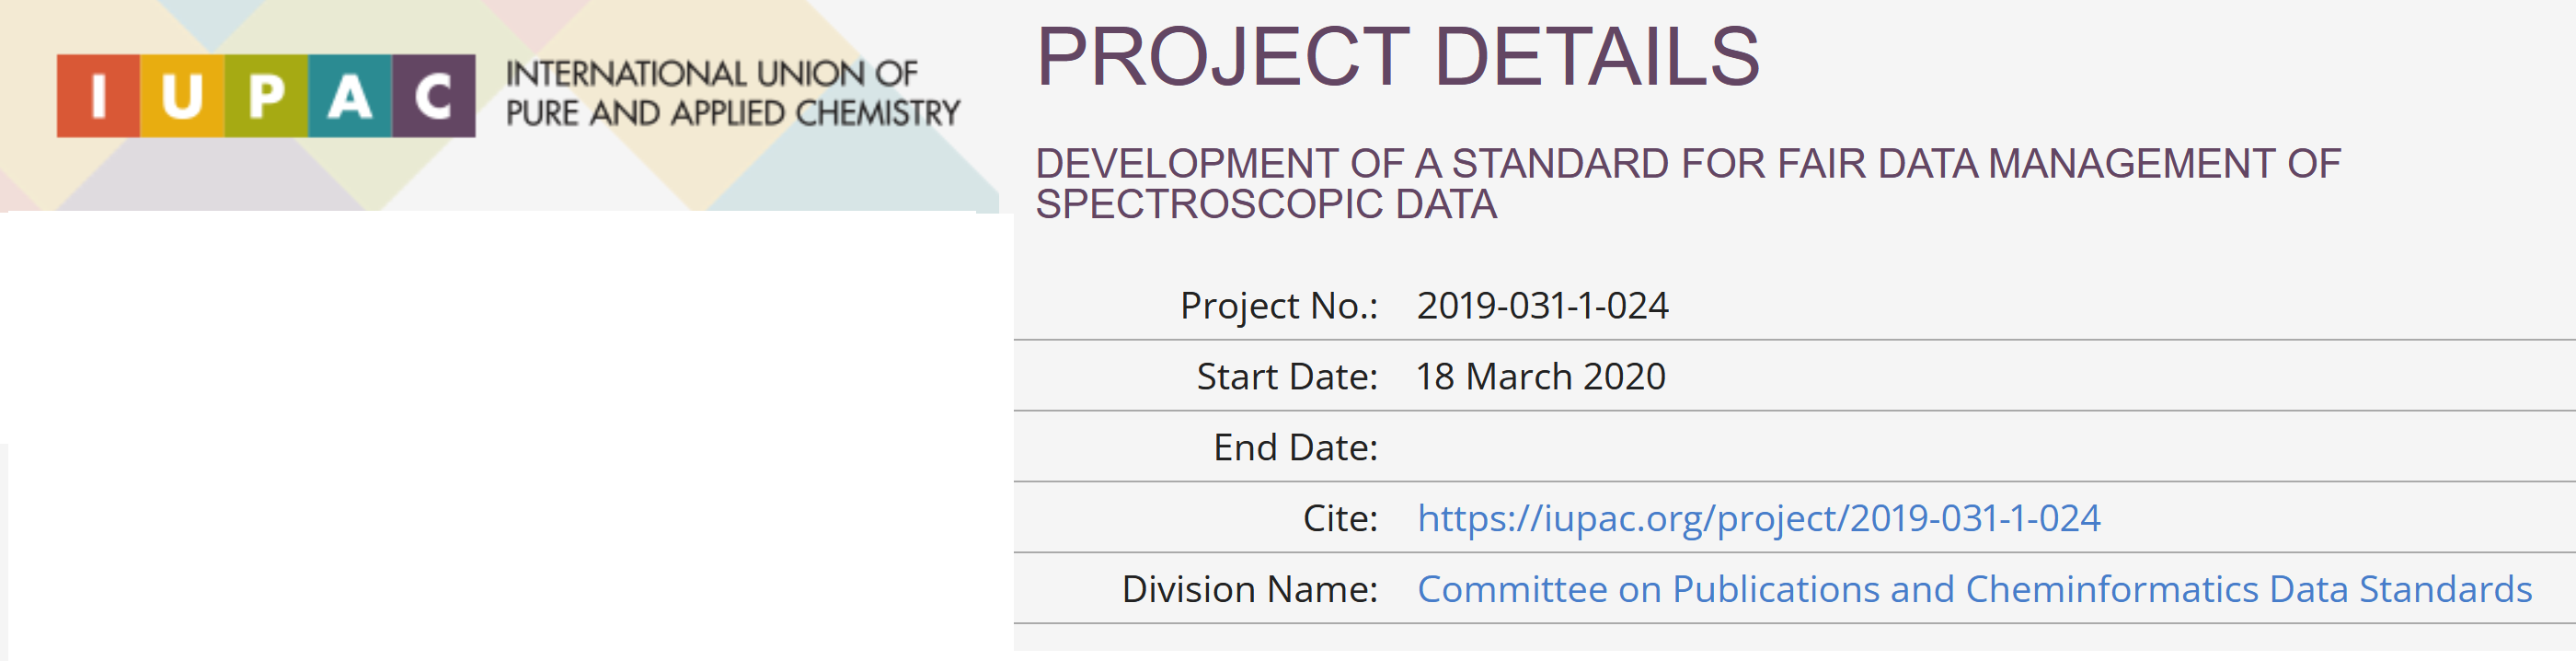 IUPAC
INTERNATIONAL UNION OF
PURE AND APPLIED CHEMISTRY
PROJECT DETAILS
DEVELOPMENT OF A STANDARD FOR FAIR DATA MANAGEMENT OF
SPECTROSCOPIC DATA
Project No.: 2019-031-1-024
Start Date: 18 March 2020
End Date:
Cite: https://iupac.org/project/2019-031-1-024
Division Name: Committee on Publications and Cheminformatics Data Standards